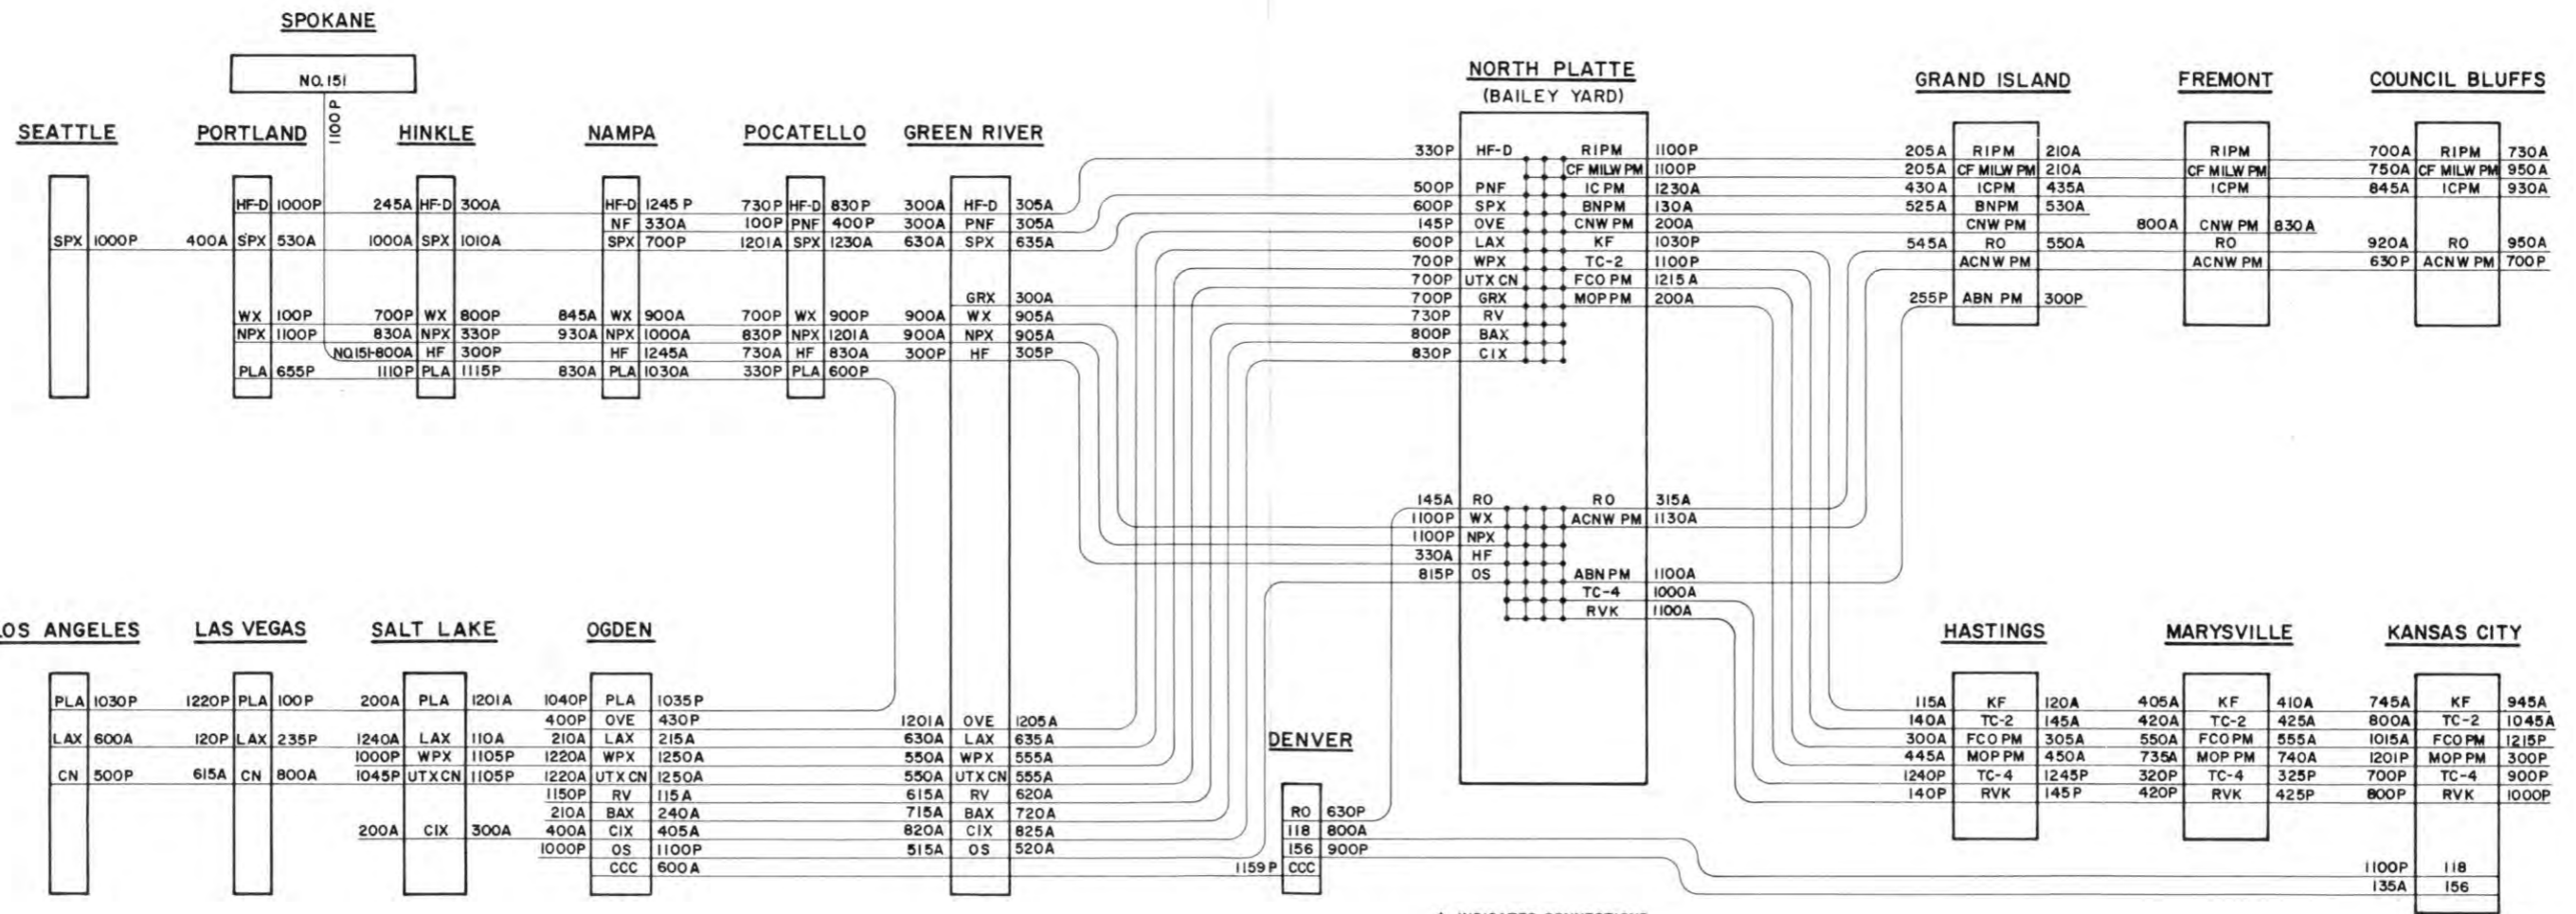 SPOKANE
NO. 151
1100P
SEATTLE
SPX 1000P
PORTLAND
HF-D 1000P
400A SPX 530A
WX 100P
NPX 1100P
PLA 655P
HINKLE
245A HF-D 300A
1000A SPX 1010A
700P WX 800P
830A NPX 330P
NO.151-800A HF 300P
1110P PLA 1115P
NAMPA
HF-D 1245 P
NF 330A
SPX 700P
845A WX 900A
930A NPX 1000A
HF 1245A
830A PLA 1030A
POCATELLO
730P HF-D 830P
100P PNF 400P
1201A SPX 1230A
700P WX 900P
830P NPX 1201A
730A HF 830A
330P PLA 600P
GREEN RIVER
300A HF-D 305A
300A PNF 305A
630A SPX 635A
GRX 300A
900A WX 905A
900A NPX 905A
300P HF 305P
1201A OVE 1205A
630A LAX 635A
550A WPX 555A
550A UTXCN 555A
615A RV 620A
715A BAX 720A
820A CIX 825A
515A OS 520A
NORTH PLATTE
(BAILEY YARD)
330P HF-D RIPM 1100P
CF MILW PM 1100P
500P PNF IC PM 1230A
600P SPX BNPM 130A
145P OVE CNW PM 200A
600P LAX KF 1030P
700P WPX TC-2 1100P
700P UTX CN FCO PM 1215A
700P GRX MOP PM 200A
730P RV
800P BAX
830P CIX
145A RO RO 315A
1100P WX ACNW PM 1130A
1100P NPX
330A HF
815P OS ABN PM 1100A
TC-4 1000A
RVK 1100A
GRAND ISLAND
205A RIPM 210A
205A CF MILW PM 210A
430A ICPM 435A
525A BNPM 530A
CNW PM
545A RO 550A
ACNW PM
255P ABN PM 300P
FREMONT
RIPM
CF MILW PM
ICPM
800A CNW PM 830A
RO
ACNW PM
COUNCIL BLUFFS
700A RIPM 730A
750A CF MILW PM 950A
845A ICPM 930A
920A RO 950A
630P ACNW PM 700P
LOS ANGELES
PLA 1030P
LAX 600A
CN 500P
LAS VEGAS
1220P PLA 100P
120P LAX 235P
615A CN 800A
SALT LAKE
200A PLA 1201A
1240A LAX 110A
1000P WPX 1105P
1045P UTXCN 1105P
200A CIX 300A
OGDEN
1040P PLA 1035P
400P OVE 430P
210A LAX 215A
1220A WPX 1250A
1220A UTXCN 1250A
1150P RV 115A
210A BAX 240A
400A CIX 405A
1000P OS 1100P
CCC 600A
DENVER
RO 630P
118 800A
156 900P
1159P CCC
HASTINGS
115A KF 120A
140A TC-2 145A
300A FCO PM 305A
445A MOP PM 450A
1240P TC-4 1245P
140P RVK 145P
MARYSVILLE
405A KF 410A
420A TC-2 425A
550A FCO PM 555A
735A MOP PM 740A
320P TC-4 325P
420P RVK 425P
KANSAS CITY
745A KF 945A
800A TC-2 1045A
1015A FCO PM 1215P
1201P MOP PM 300P
700P TC-4 900P
800P RVK 1000P
1100P 118
135A 156
INDICATES CONNECTIONS